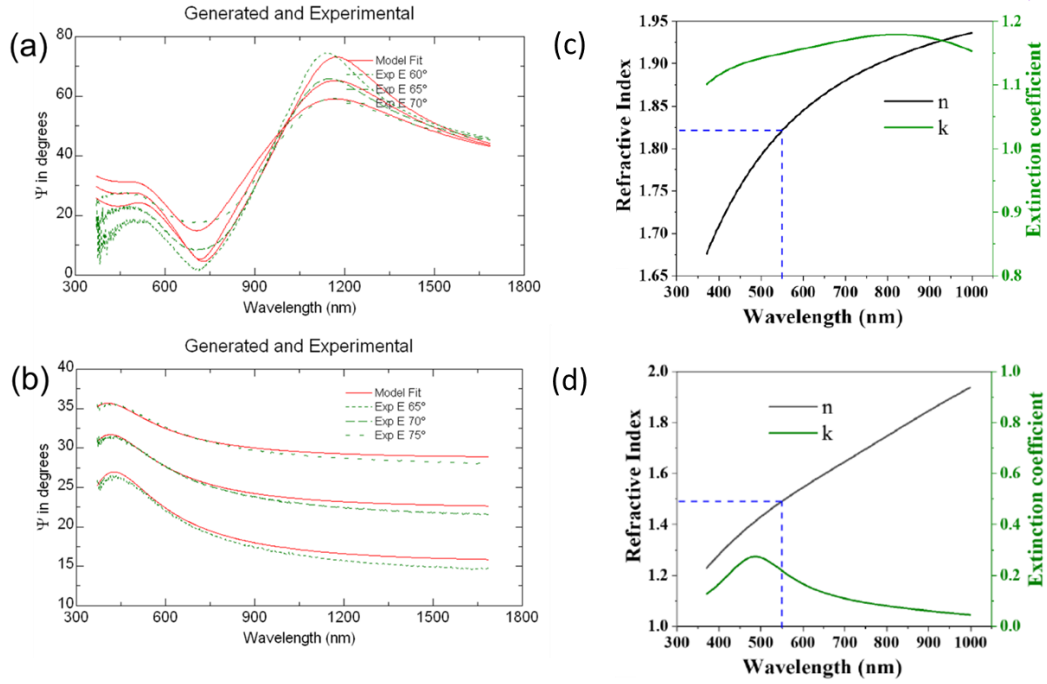 Generated and Experimental
(a)
80
60
40
20
0
Ψ in degrees
Model Fit
Exp E 60°
Exp E 65°
Exp E 70°
300 600 900 1200 1500 1800
Wavelength (nm)
(c)
1.95
1.90
1.85
1.80
1.75
1.70
1.65
Refractive Index
n
k
1.2
1.1
1.0
0.9
0.8
Extinction coefficient
300 400 500 600 700 800 900 1000
Wavelength (nm)
Generated and Experimental
(b)
40
35
30
25
20
15
10
Ψ in degrees
Model Fit
Exp E 65°
Exp E 70°
Exp E 75°
300 600 900 1200 1500 1800
Wavelength (nm)
(d)
2.0
1.8
1.6
1.4
1.2
1.0
Refractive Index
n
k
1.0
0.8
0.6
0.4
0.2
0.0
Extinction coefficient
300 400 500 600 700 800 900 1000
Wavelength (nm)